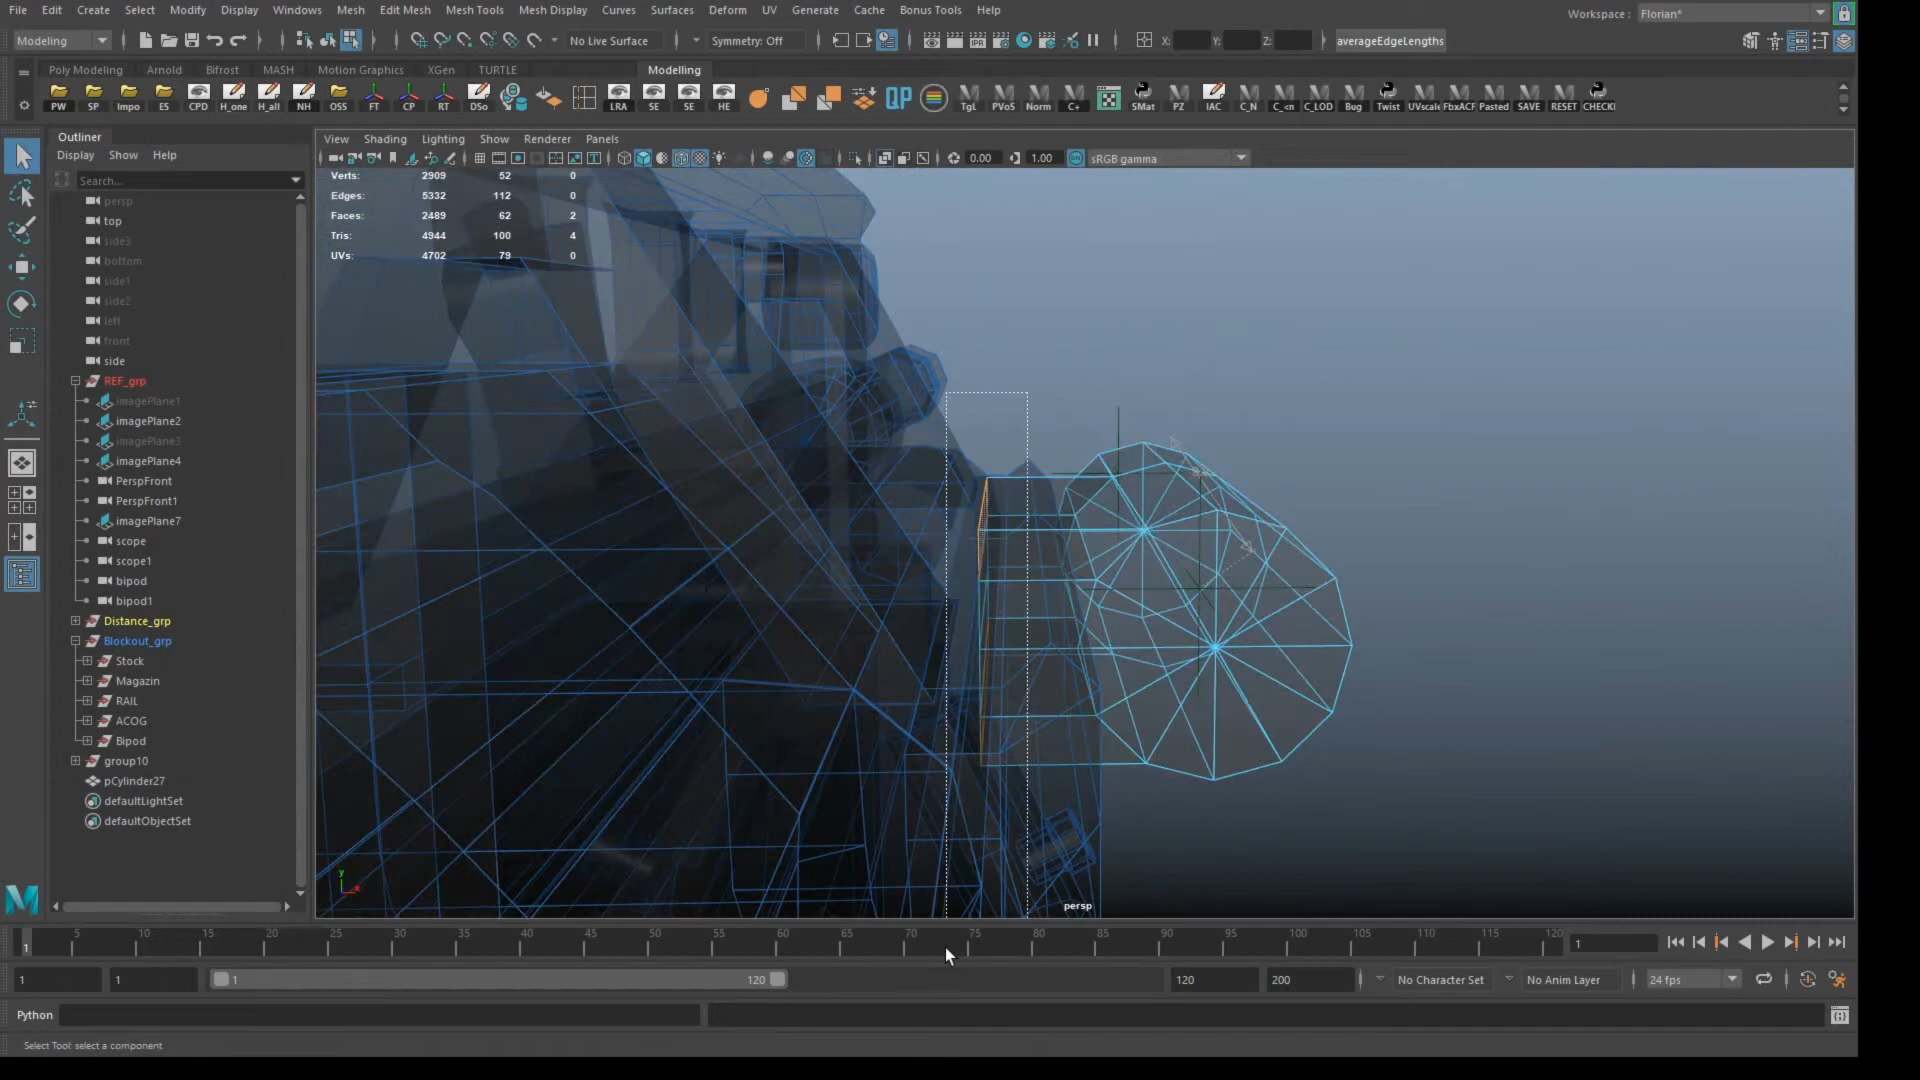 File Edit Create Select Modify Display Windows Mesh Edit Mesh Mesh Tools Mesh Display Curves Surfaces Deform UV Generate Cache Bonus Tools Help
Workspace : Florian*
Modeling No Live Surface Symmetry: Off X: Y: Z: averageEdgeLengths
Poly Modeling Arnold Bifrost MASH Motion Graphics XGen TURTLE Modelling
PW SP Impo ES CPD H_one H_all NH OSS FT CP RT DSo LRA SE SE HE QP TgL PVoS Norm C+ SMat PZ IAC C_N C_<n C_LOD Bug Twist UVscale FbxACF Pasted SAVE RESET CHECKI
Outliner
Display Show Help
Search...
persp
top
side3
bottom
side1
side2
left
front
side
REF_grp
imagePlane1
imagePlane2
imagePlane3
imagePlane4
PerspFront
PerspFront1
imagePlane7
scope
scope1
bipod
bipod1
Distance_grp
Blockout_grp
Stock
Magazin
RAIL
ACOG
Bipod
group10
pCylinder27
defaultLightSet
defaultObjectSet
View Shading Lighting Show Renderer Panels
0.00 1.00 sRGB gamma
Verts: 2909 52 0
Edges: 5332 112 0
Faces: 2489 62 2
Tris: 4944 100 4
UVs: 4702 79 0
y
x
persp
1 5 10 15 20 25 30 35 40 45 50 55 60 65 70 75 80 85 90 95 100 105 110 115 120 1
1 1 1 120 120 200 No Character Set No Anim Layer 24 fps
Python
Select Tool: select a component